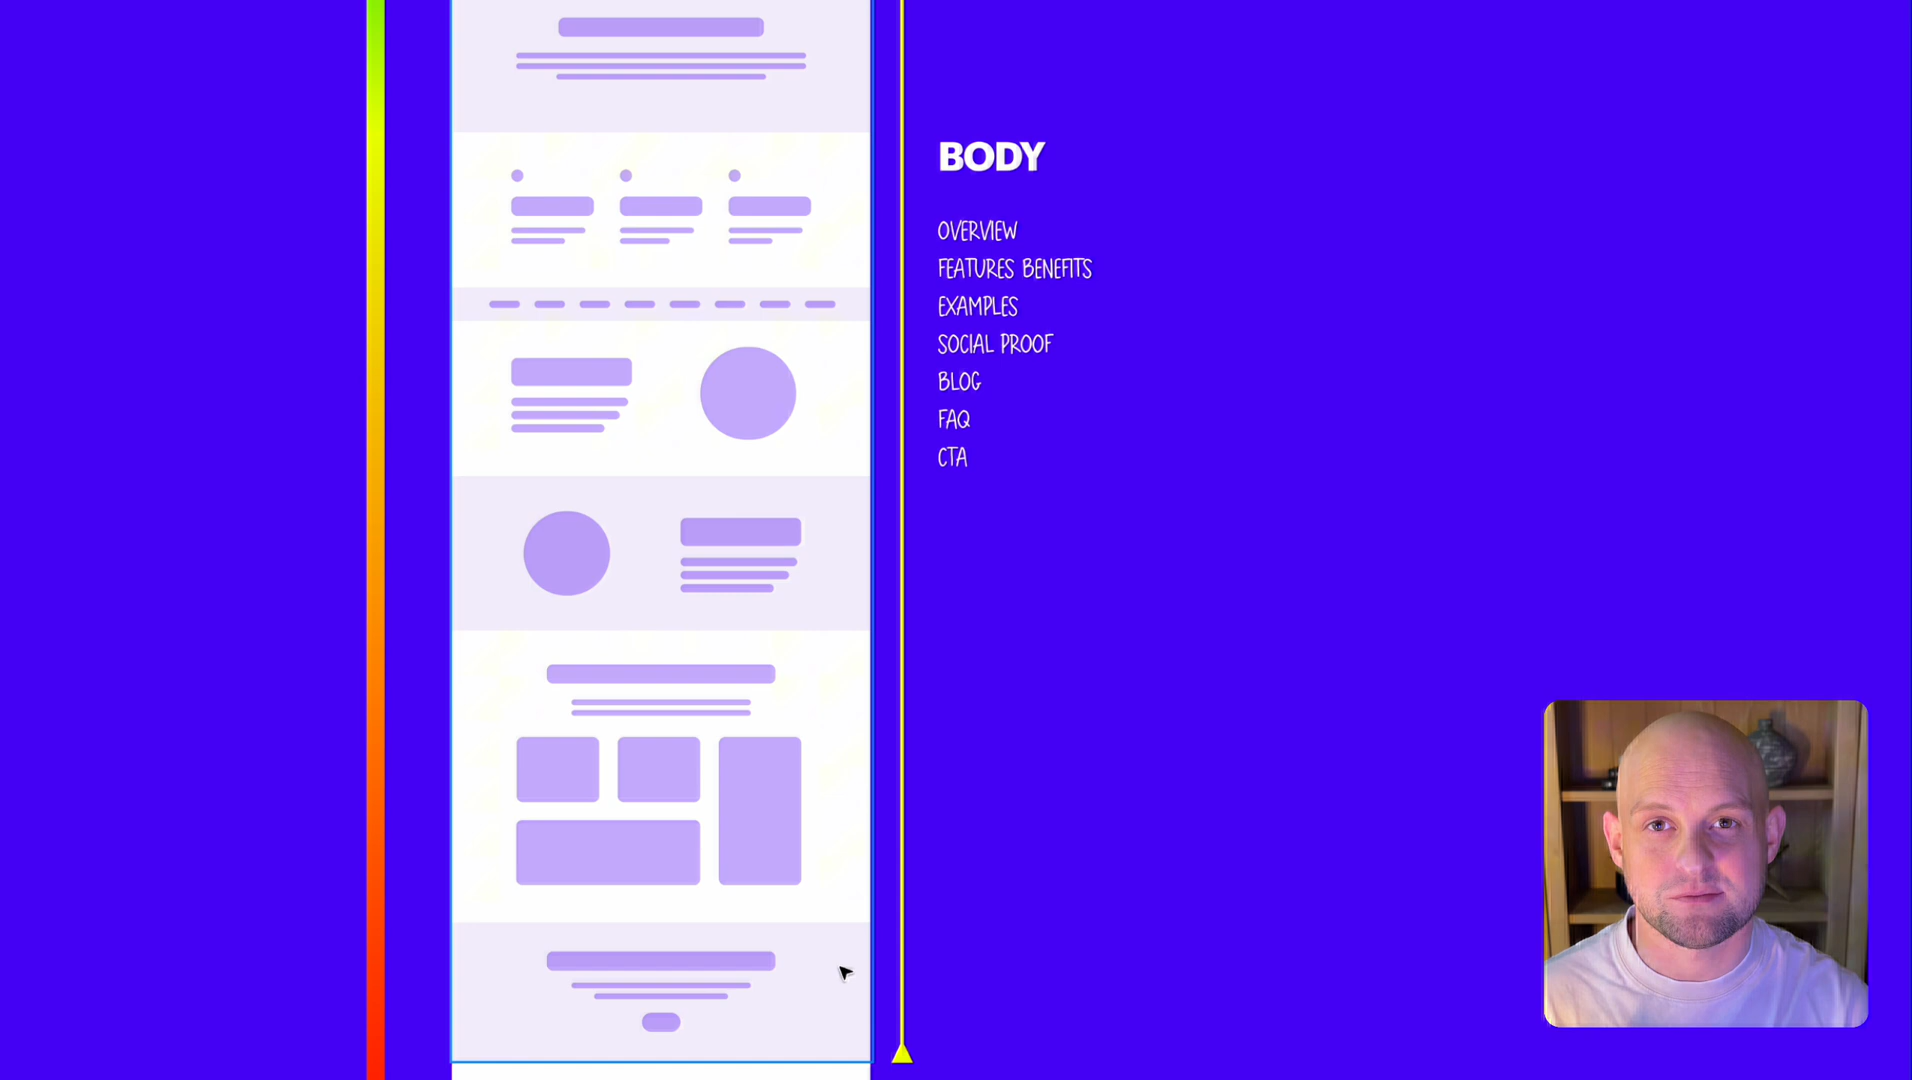 BODY
OVERVIEW
FEATURES BENEFITS
EXAMPLES
SOCIAL PROOF
BLOG
FAQ
CTA